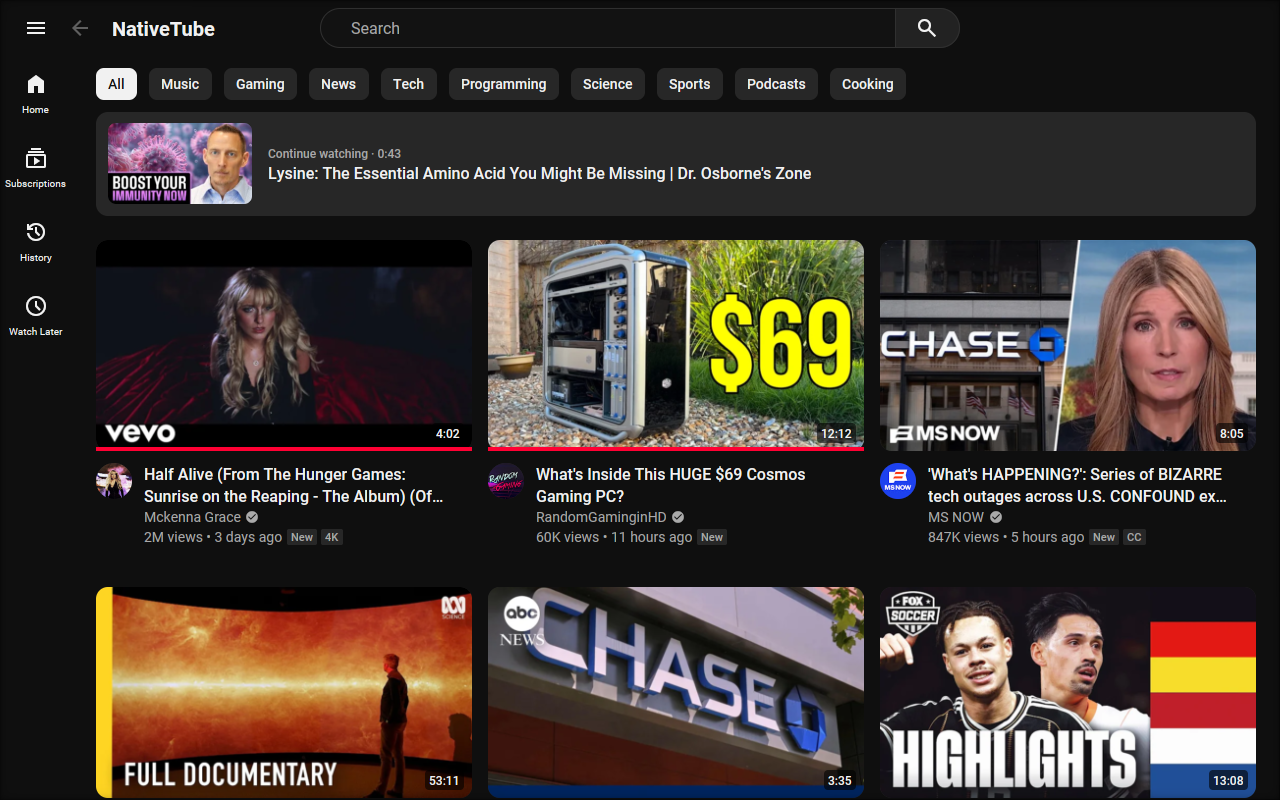 NativeTube
Search
All
Music
Gaming
News
Tech
Programming
Science
Sports
Podcasts
Cooking
Home
Subscriptions
History
Watch Later
BOOST YOUR
IMMUNITY NOW
Continue watching · 0:43
Lysine: The Essential Amino Acid You Might Be Missing | Dr. Osborne's Zone
vevo
4:02
$69
12:12
CHASE
MS NOW
8:05
Half Alive (From The Hunger Games:
Sunrise on the Reaping - The Album) (Of…
Mckenna Grace
2M views • 3 days ago New 4K
RANDOM
GAMING
What's Inside This HUGE $69 Cosmos
Gaming PC?
RandomGaminginHD
60K views • 11 hours ago New
MS NOW
'What's HAPPENING?': Series of BIZARRE
tech outages across U.S. CONFOUND ex…
MS NOW
847K views • 5 hours ago New CC
SCIENCE
FULL DOCUMENTARY
53:11
abc
NEWS
CHASE
3:35
FOX
SOCCER
HIGHLIGHTS
13:08